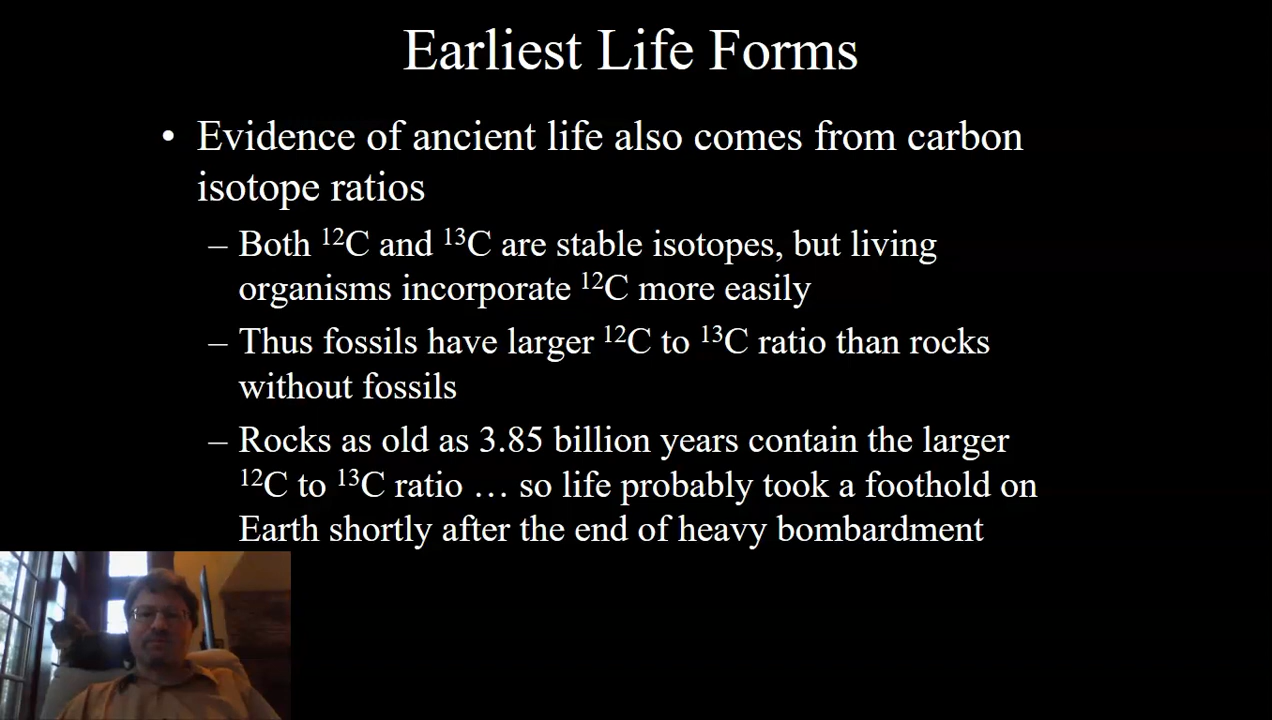 Earliest Life Forms
• Evidence of ancient life also comes from carbon
isotope ratios
– Both ¹²C and ¹³C are stable isotopes, but living
organisms incorporate ¹²C more easily
– Thus fossils have larger ¹²C to ¹³C ratio than rocks
without fossils
– Rocks as old as 3.85 billion years contain the larger
¹²C to ¹³C ratio … so life probably took a foothold on
Earth shortly after the end of heavy bombardment